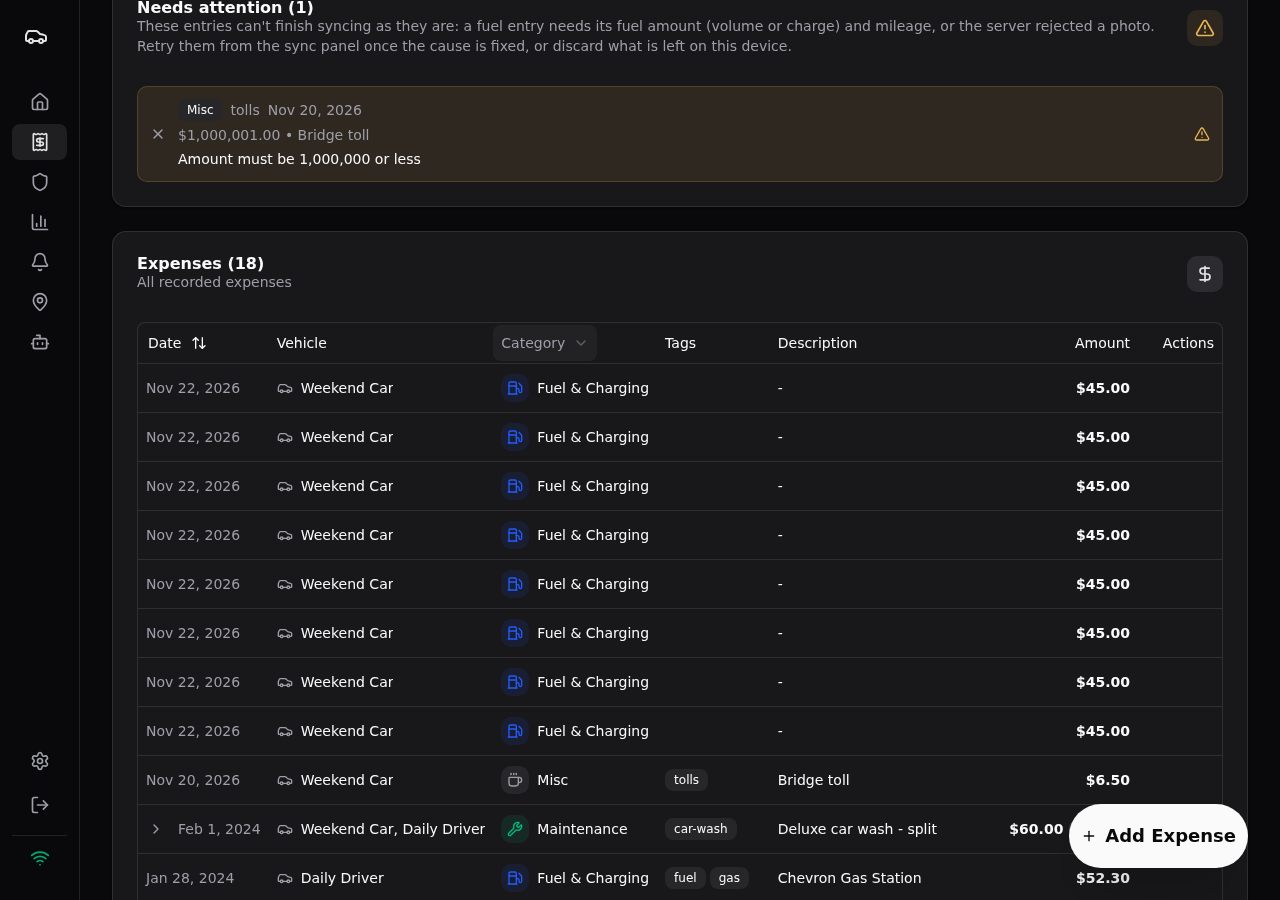 Needs attention (1)
These entries can't finish syncing as they are: a fuel entry needs its fuel amount (volume or charge) and mileage, or the server rejected a photo.
Retry them from the sync panel once the cause is fixed, or discard what is left on this device.
Misc tolls Nov 20, 2026
$1,000,001.00 • Bridge toll
Amount must be 1,000,000 or less
Expenses (18)
All recorded expenses
Date Vehicle Category Tags Description Amount Actions
Nov 22, 2026 Weekend Car Fuel & Charging - $45.00
Nov 22, 2026 Weekend Car Fuel & Charging - $45.00
Nov 22, 2026 Weekend Car Fuel & Charging - $45.00
Nov 22, 2026 Weekend Car Fuel & Charging - $45.00
Nov 22, 2026 Weekend Car Fuel & Charging - $45.00
Nov 22, 2026 Weekend Car Fuel & Charging - $45.00
Nov 22, 2026 Weekend Car Fuel & Charging - $45.00
Nov 22, 2026 Weekend Car Fuel & Charging - $45.00
Nov 20, 2026 Weekend Car Misc tolls Bridge toll $6.50
Feb 1, 2024 Weekend Car, Daily Driver Maintenance car-wash Deluxe car wash - split $60.00
+ Add Expense
Jan 28, 2024 Daily Driver Fuel & Charging fuel gas Chevron Gas Station $52.30